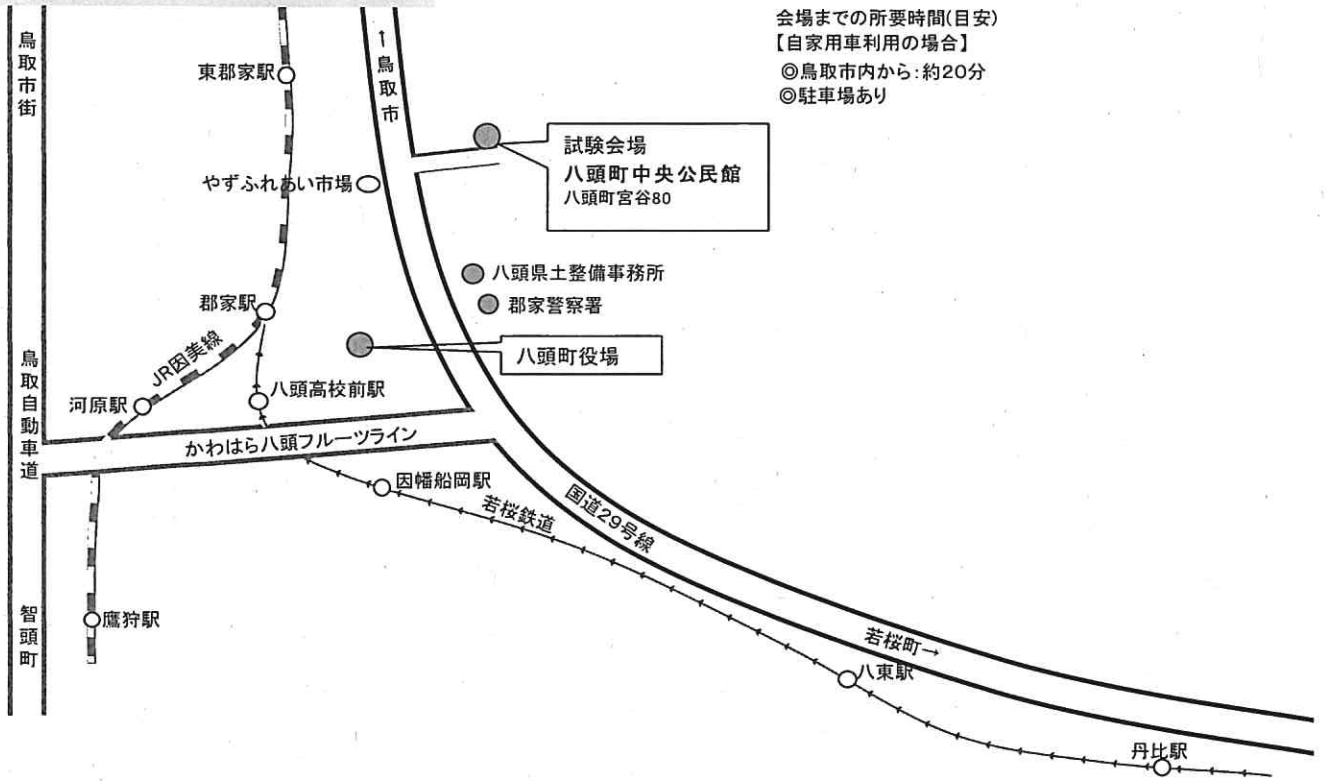 会場までの所要時間(目安)
【自家用車利用の場合】
◎鳥取市内から:約20分
◎駐車場あり
鳥取市街
東郡家駅
↑鳥取市
試験会場
八頭町中央公民館
八頭町宮谷80
やずふれあい市場
八頭県土整備事務所
郡家警察署
郡家駅
八頭町役場
JR因美線
鳥取自動車道
河原駅
八頭高校前駅
かわはら八頭フルーツライン
因幡船岡駅
若桜鉄道
国道29号線
智頭町
鷹狩駅
若桜町→
八東駅
丹比駅